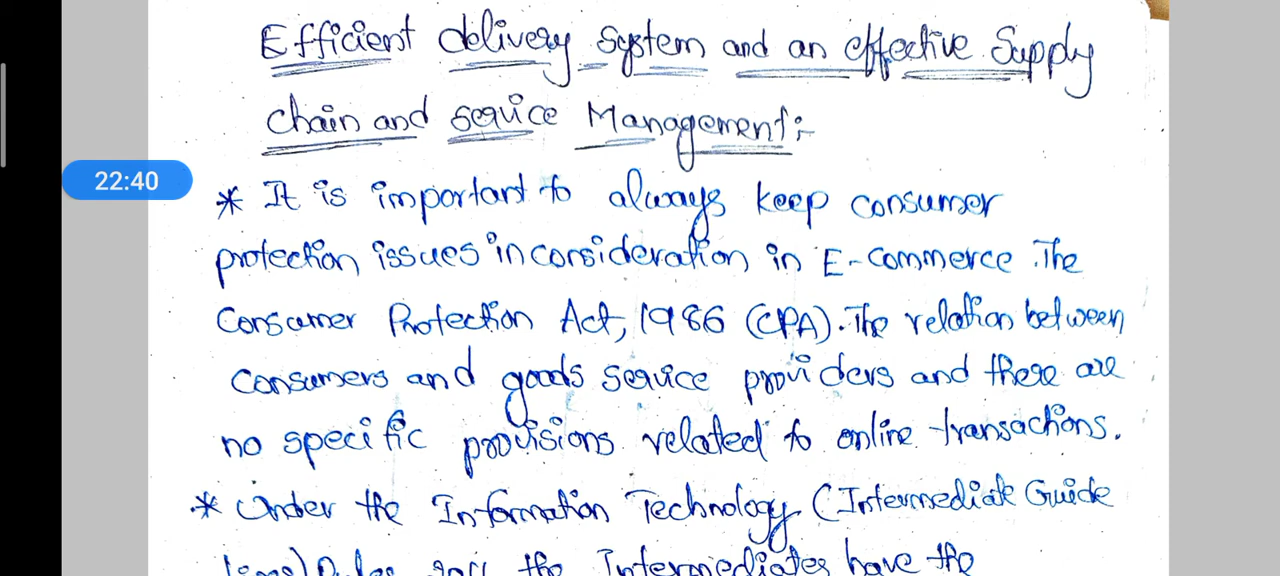 Efficient delivery system and an effective Supply
chain and service Management:-
22:40
* It is important to always keep consumer
protection issues in consideration in E-commerce. The
Consumer Protection Act, 1986 (CPA). The relation between
consumers and goods service providers and there are
no specific provisions related to online transactions.
* Under the Information Technology (Intermediate Guide
the Intermediates have the